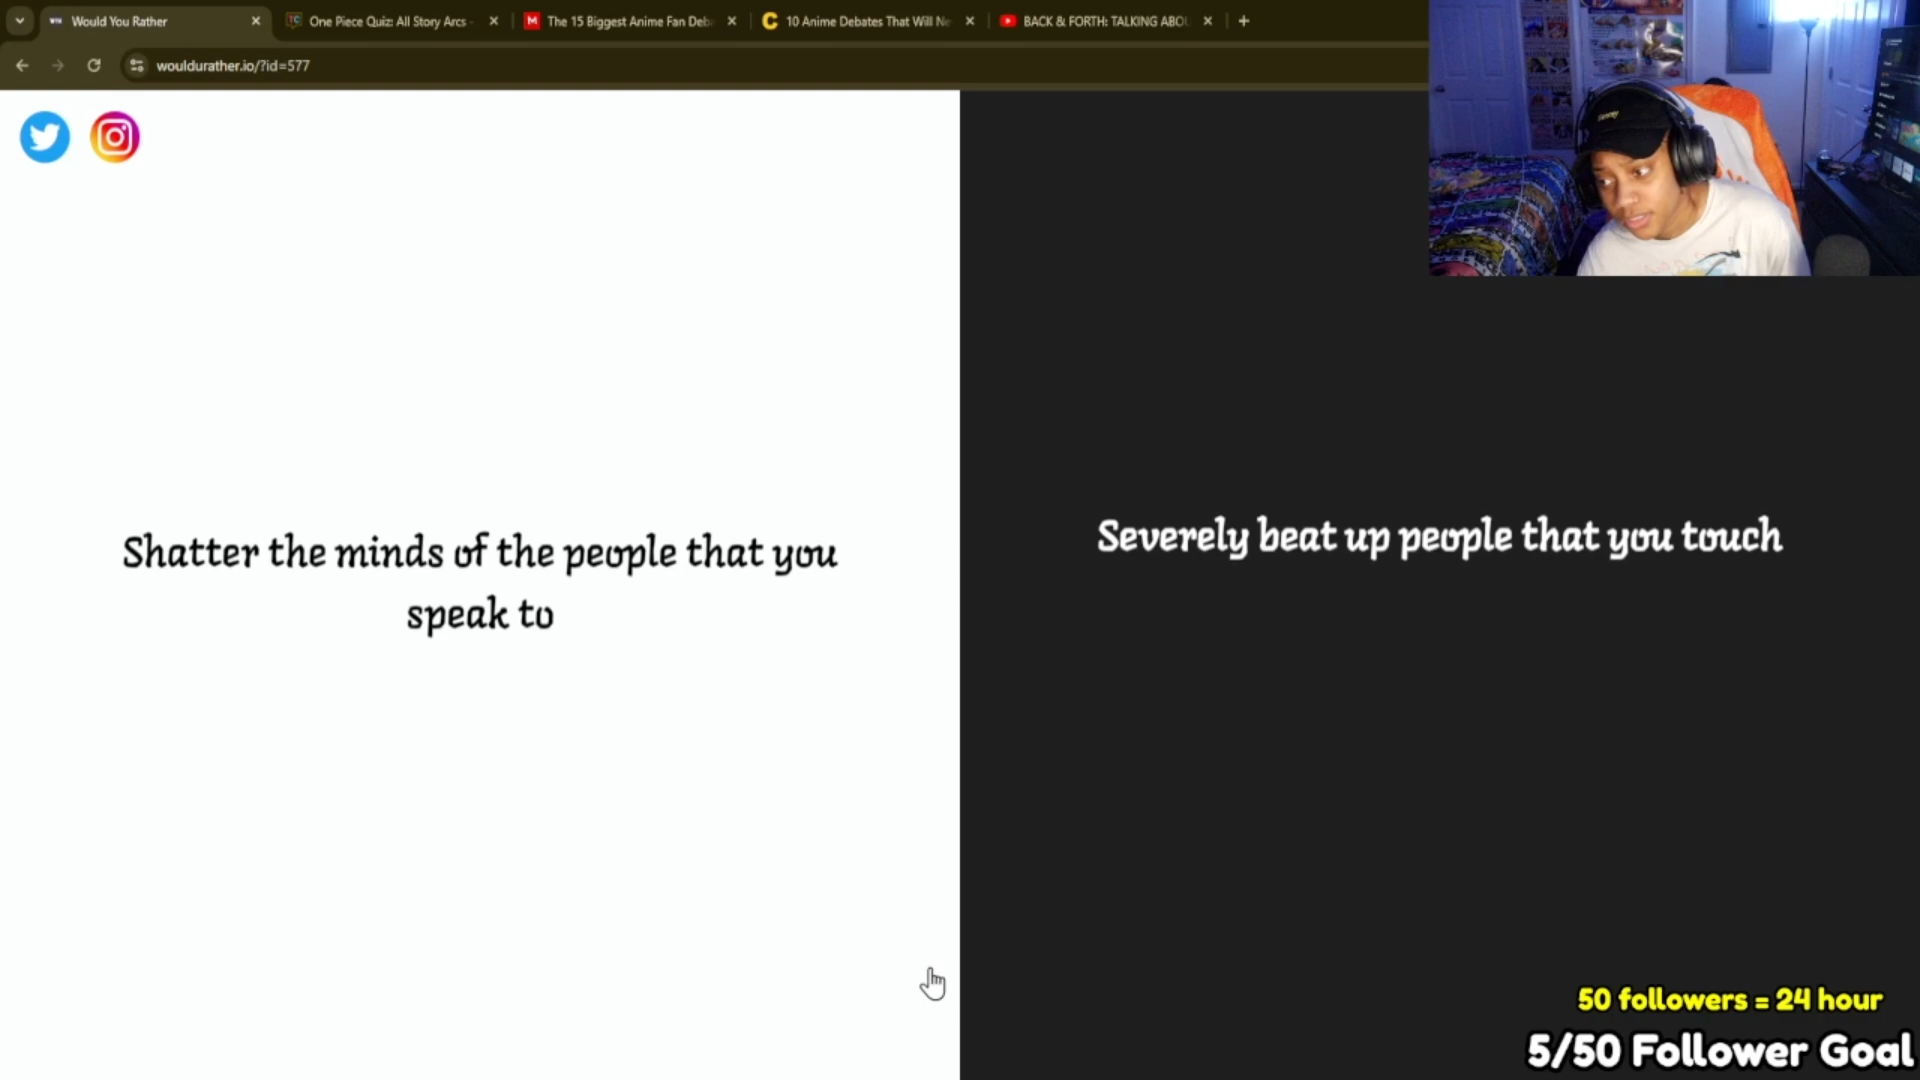 Would You Rather
One Piece Quiz: All Story Arcs -
The 15 Biggest Anime Fan Deb
10 Anime Debates That Will Ne
BACK & FORTH: TALKING ABO
wouldurather.io/?id=577
Shatter the minds of the people that you
speak to
Severely beat up people that you touch
50 followers = 24 hour
5/50 Follower Goal